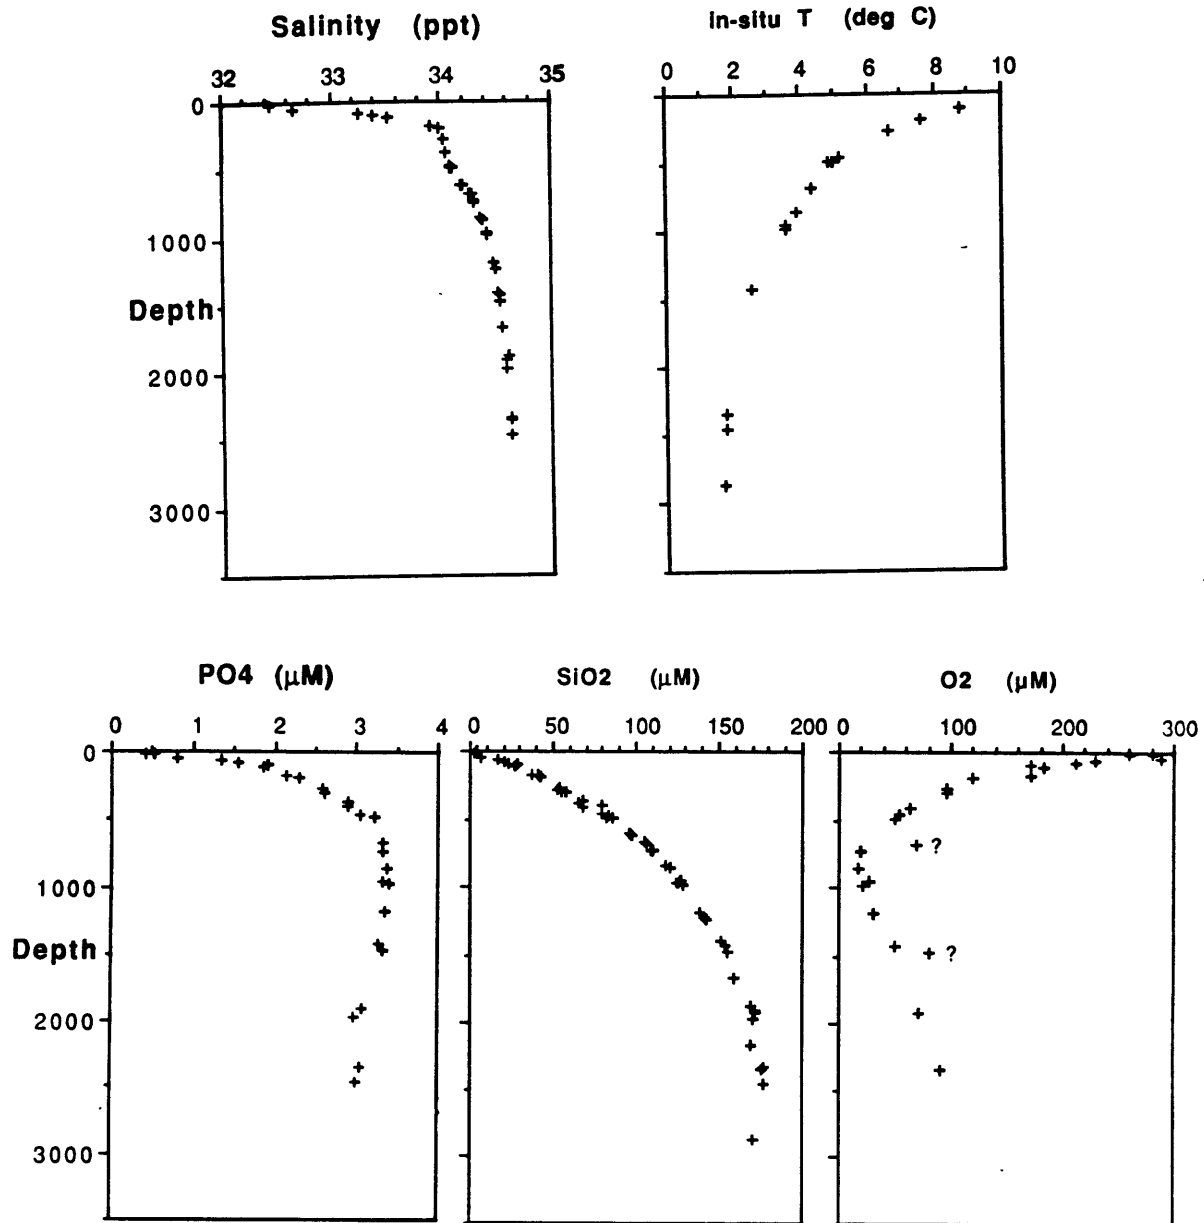 Salinity (ppt)
in-situ T (deg C)
32 33 34 35
0 2 4 6 8 10
0
1000
Depth
2000
3000
PO4 (μM)
SiO2 (μM)
O2 (μM)
0 1 2 3 4
0 50 100 150 200
0 100 200 300
0
?
1000
Depth
?
2000
3000